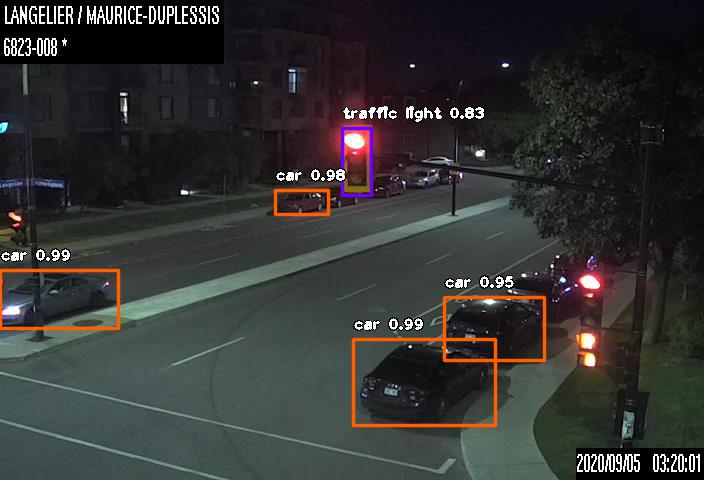 LANGELIER / MAURICE-DUPLESSIS
6823-008 *
traffic light 0.83
car 0.98
car 0.99
car 0.95
car 0.99
Langelier
2020/09/05 03:20:01